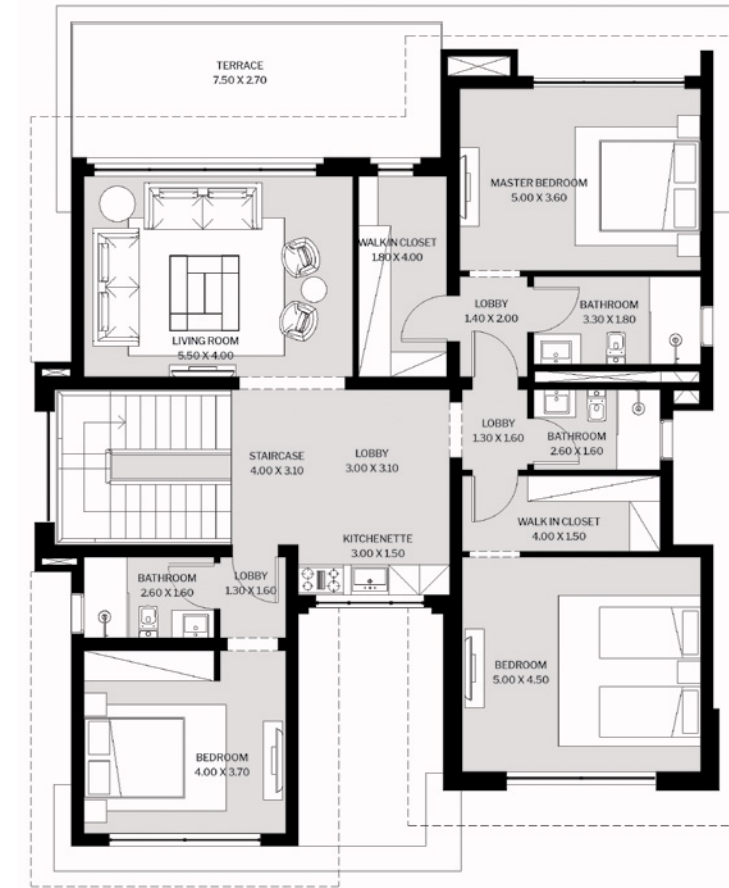 TERRACE
7.50 X 2.70
MASTER BEDROOM
5.00 X 3.60
WALK IN CLOSET
1.80 X 4.00
LOBBY
1.40 X 2.00
BATHROOM
3.30 X 1.80
LIVING ROOM
5.50 X 4.00
STAIRCASE
4.00 X 3.10
LOBBY
3.00 X 3.10
LOBBY
1.30 X 1.60
BATHROOM
2.60 X 1.60
WALK IN CLOSET
4.00 X 1.50
KITCHENETTE
3.00 X 1.50
BATHROOM
2.60 X 1.60
LOBBY
1.30 X 1.60
BEDROOM
5.00 X 4.50
BEDROOM
4.00 X 3.70